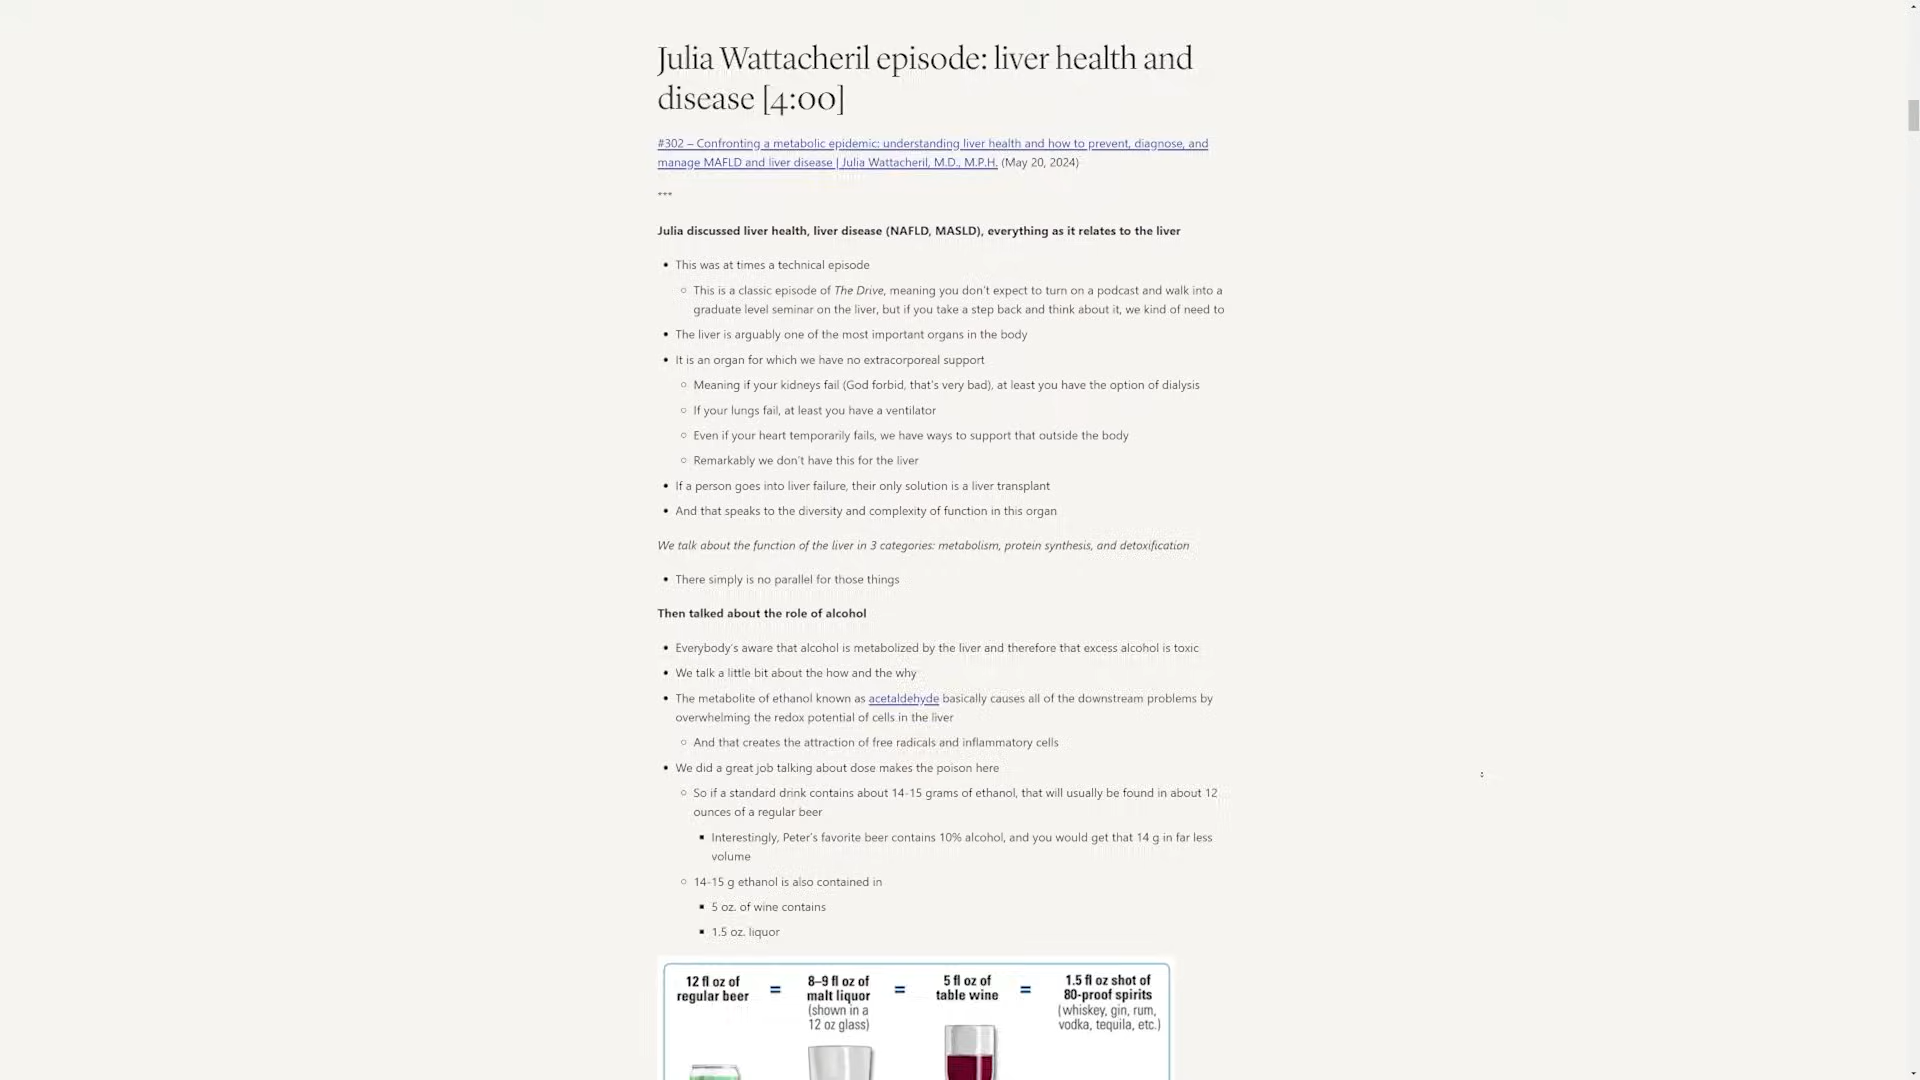 Julia Wattacheril episode: liver health and
disease [4:00]
#302 – Confronting a metabolic epidemic: understanding liver health and how to prevent, diagnose, and
manage MAFLD and liver disease | Julia Wattacheril, M.D., M.P.H. (May 20, 2024)
***
Julia discussed liver health, liver disease (NAFLD, MASLD), everything as it relates to the liver
• This was at times a technical episode
○ This is a classic episode of The Drive, meaning you don't expect to turn on a podcast and walk into a
graduate level seminar on the liver, but if you take a step back and think about it, we kind of need to
• The liver is arguably one of the most important organs in the body
• It is an organ for which we have no extracorporeal support
○ Meaning if your kidneys fail (God forbid, that's very bad), at least you have the option of dialysis
○ If your lungs fail, at least you have a ventilator
○ Even if your heart temporarily fails, we have ways to support that outside the body
○ Remarkably we don't have this for the liver
• If a person goes into liver failure, their only solution is a liver transplant
• And that speaks to the diversity and complexity of function in this organ
We talk about the function of the liver in 3 categories: metabolism, protein synthesis, and detoxification
• There simply is no parallel for those things
Then talked about the role of alcohol
• Everybody's aware that alcohol is metabolized by the liver and therefore that excess alcohol is toxic
• We talk a little bit about the how and the why
• The metabolite of ethanol known as acetaldehyde basically causes all of the downstream problems by
overwhelming the redox potential of cells in the liver
○ And that creates the attraction of free radicals and inflammatory cells
• We did a great job talking about dose makes the poison here
○ So if a standard drink contains about 14-15 grams of ethanol, that will usually be found in about 12
ounces of a regular beer
▪ Interestingly, Peter's favorite beer contains 10% alcohol, and you would get that 14 g in far less
volume
○ 14-15 g ethanol is also contained in
▪ 5 oz. of wine contains
▪ 1.5 oz. liquor
12 fl oz of
regular beer
=
8–9 fl oz of
malt liquor
(shown in a
12 oz glass)
=
5 fl oz of
table wine
=
1.5 fl oz shot of
80-proof spirits
(whiskey, gin, rum,
vodka, tequila, etc.)